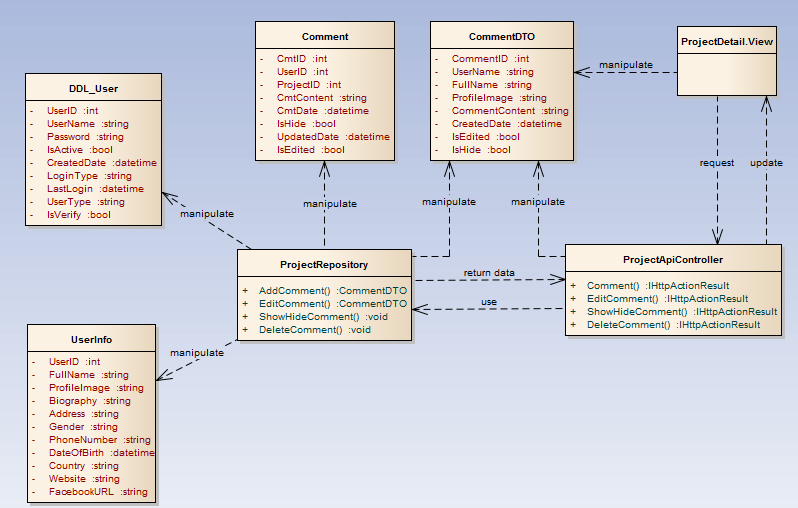 Comment
- CmtID :int
- UserID :int
- ProjectID :int
- CmtContent :string
- CmtDate :datetime
- IsHide :bool
- UpdatedDate :datetime
- IsEdited :bool
CommentDTO
- CommentID :int
- UserName :string
- FullName :string
- ProfileImage :string
- CommentContent :string
- CreatedDate :datetime
- IsEdited :bool
- IsHide :bool
ProjectDetail.View
manipulate
DDL_User
- UserID :int
- UserName :string
- Password :string
- IsActive :bool
- CreatedDate :datetime
- LoginType :string
- LastLogin :datetime
- UserType :string
- IsVerify :bool
request
update
manipulate
manipulate
manipulate
manipulate
ProjectRepository
+ AddComment() :CommentDTO
+ EditComment() :CommentDTO
+ ShowHideComment() :void
+ DeleteComment() :void
return data
use
ProjectApiController
+ Comment() :IHttpActionResult
+ EditComment() :IHttpActionResult
+ ShowHideComment() :IHttpActionResult
+ DeleteComment() :IHttpActionResult
manipulate
UserInfo
- UserID :int
- FullName :string
- ProfileImage :string
- Biography :string
- Address :string
- Gender :string
- PhoneNumber :string
- DateOfBirth :datetime
- Country :string
- Website :string
- FacebookURL :string